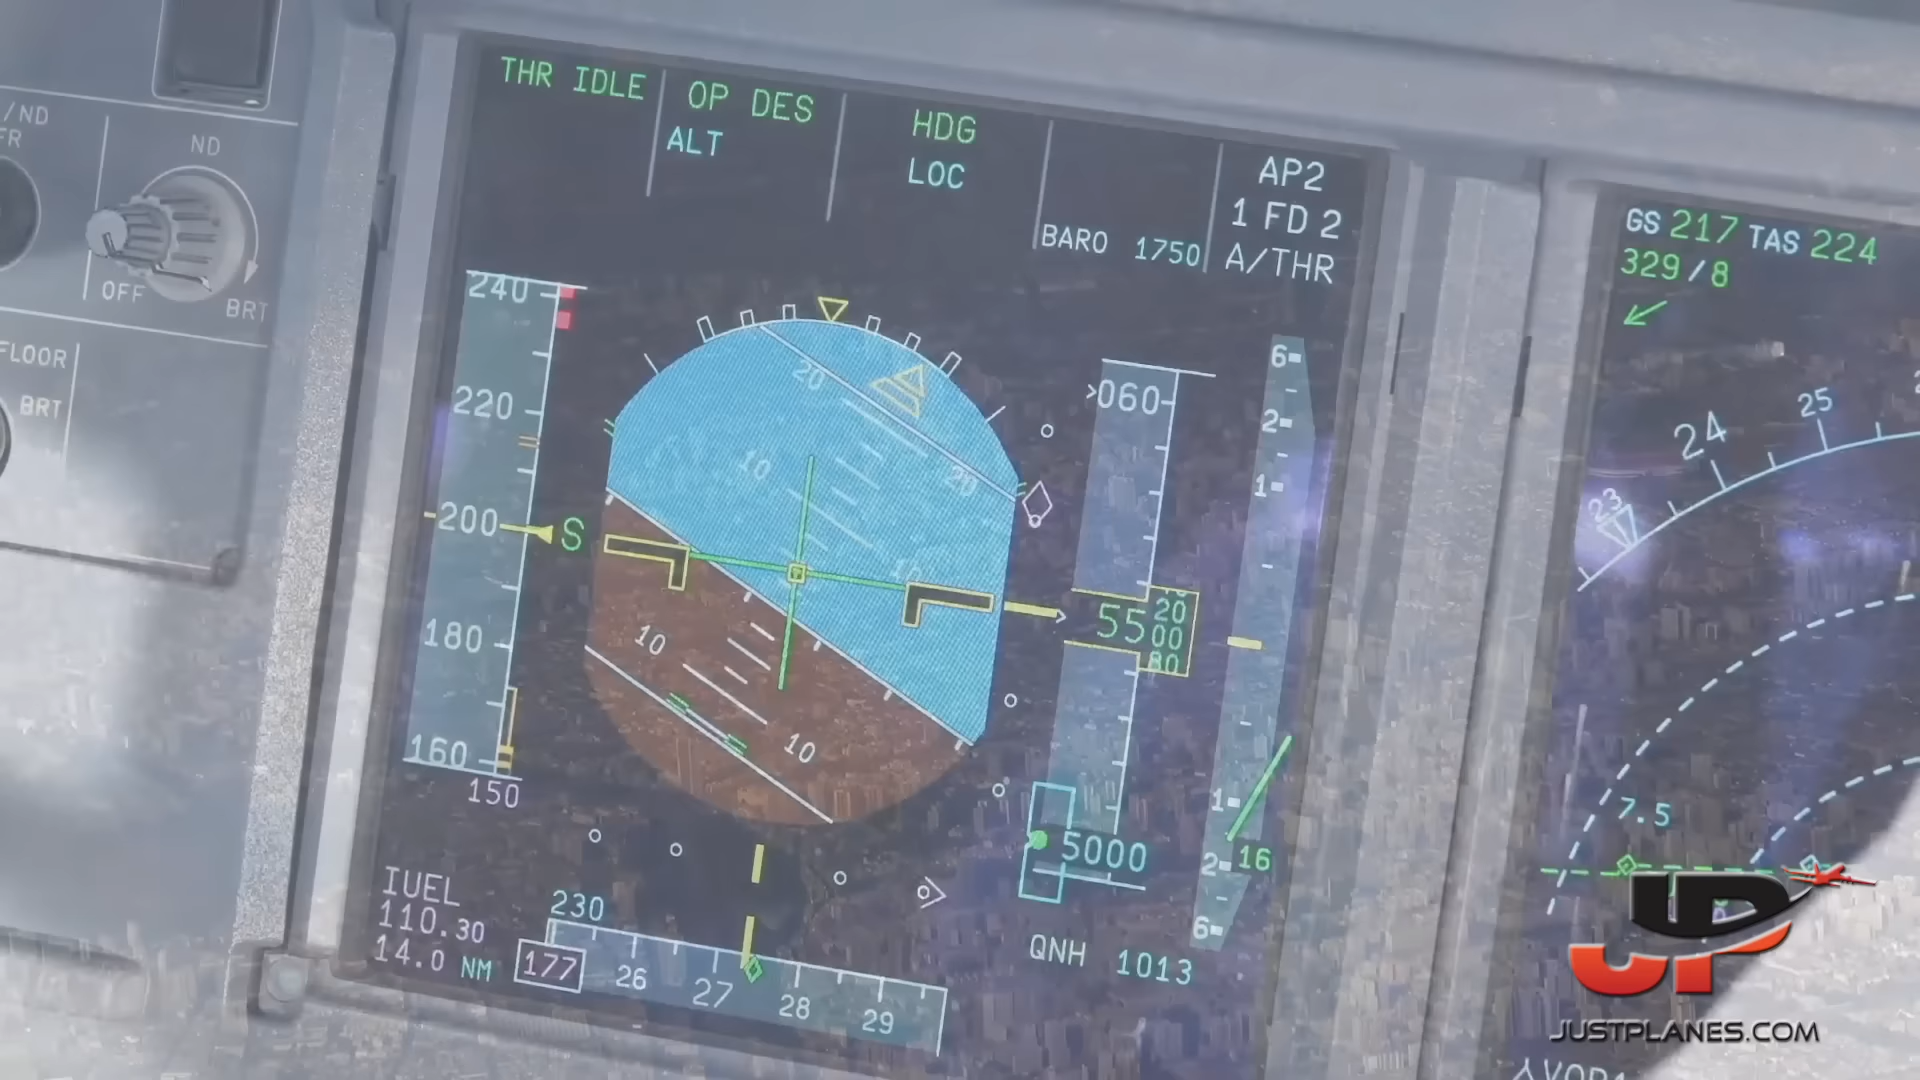 THR IDLE
OP DES
ALT
HDG
LOC
AP2
1 FD 2
A/THR
BARO 1750
/ND
FR
ND
OFF
BRT
FLOOR
BRT
240
220
200
180
160
150
S
20
20
10
10
10
10
060
5500
20
80
5000
6
2
1
1
2
6
16
QNH 1013
IUEL
110.30
14.0 NM
177
230
26
27
28
29
GS 217 TAS 224
329/8
23
24
25
7.5
JP
JUSTPLANES.COM